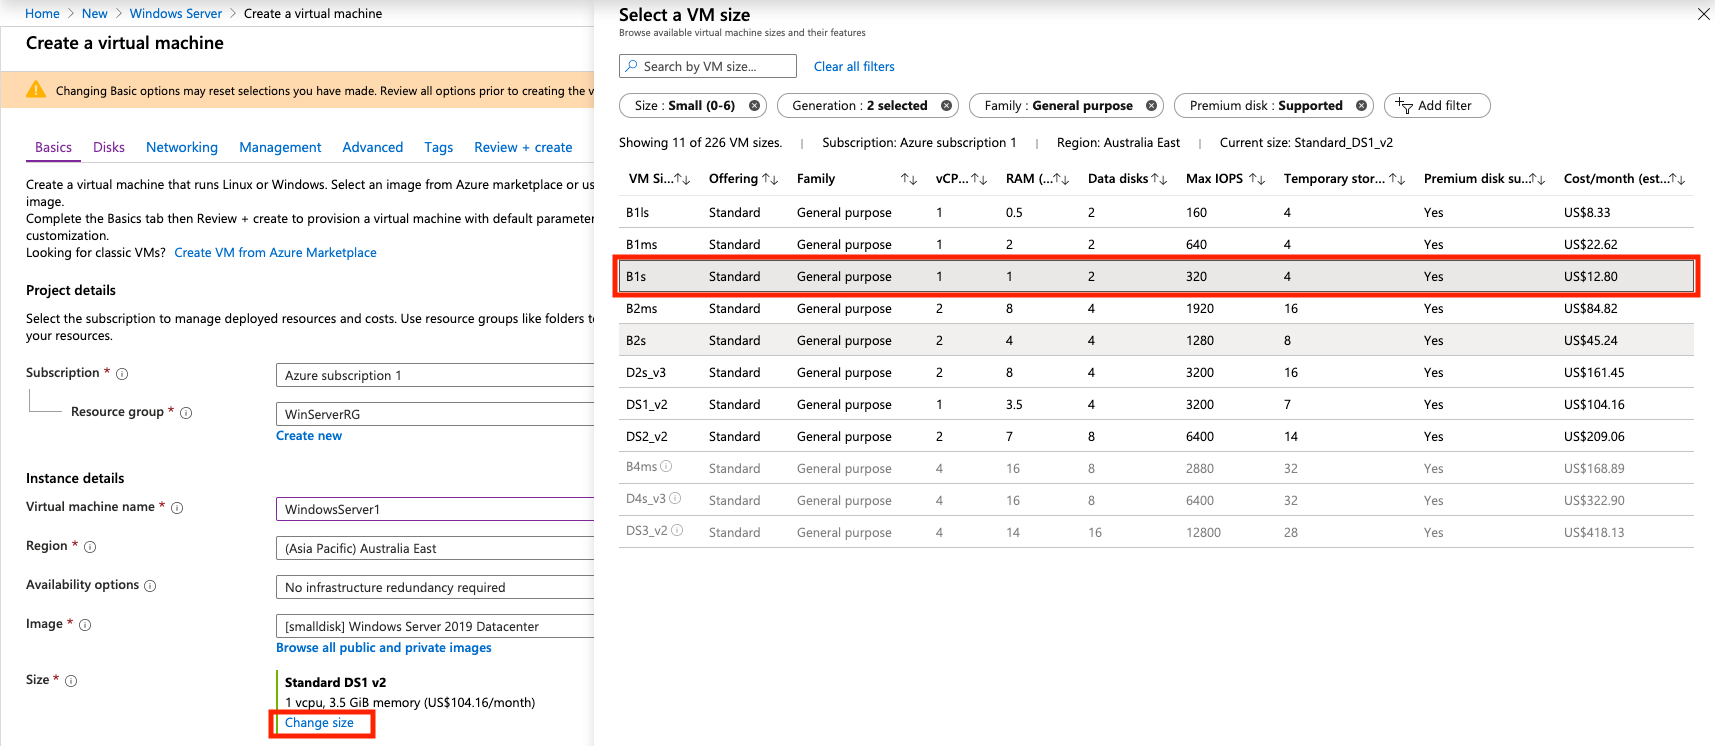 Home > New > Windows Server > Create a virtual machine
Create a virtual machine
Changing Basic options may reset selections you have made. Review all options prior to creating the v
Basics Disks Networking Management Advanced Tags Review + create
Create a virtual machine that runs Linux or Windows. Select an image from Azure marketplace or us
image.
Complete the Basics tab then Review + create to provision a virtual machine with default parameter
customization.
Looking for classic VMs? Create VM from Azure Marketplace
Project details
Select the subscription to manage deployed resources and costs. Use resource groups like folders t
your resources.
Subscription *
Azure subscription 1
Resource group *
WinServerRG
Create new
Instance details
Virtual machine name *
WindowsServer1
Region *
(Asia Pacific) Australia East
Availability options
No infrastructure redundancy required
Image *
[smalldisk] Windows Server 2019 Datacenter
Browse all public and private images
Size *
Standard DS1 v2
1 vcpu, 3.5 GiB memory (US$104.16/month)
Change size
Select a VM size
Browse available virtual machine sizes and their features
Search by VM size...
Clear all filters
Size : Small (0-6) Generation : 2 selected Family : General purpose Premium disk : Supported Add filter
Showing 11 of 226 VM sizes. | Subscription: Azure subscription 1 | Region: Australia East | Current size: Standard_DS1_v2
VM Si... Offering Family vCP... RAM (... Data disks Max IOPS Temporary stor... Premium disk su... Cost/month (est...
B1ls Standard General purpose 1 0.5 2 160 4 Yes US$8.33
B1ms Standard General purpose 1 2 2 640 4 Yes US$22.62
B1s Standard General purpose 1 1 2 320 4 Yes US$12.80
B2ms Standard General purpose 2 8 4 1920 16 Yes US$84.82
B2s Standard General purpose 2 4 4 1280 8 Yes US$45.24
D2s_v3 Standard General purpose 2 8 4 3200 16 Yes US$161.45
DS1_v2 Standard General purpose 1 3.5 4 3200 7 Yes US$104.16
DS2_v2 Standard General purpose 2 7 8 6400 14 Yes US$209.06
B4ms Standard General purpose 4 16 8 2880 32 Yes US$168.89
D4s_v3 Standard General purpose 4 16 8 6400 32 Yes US$322.90
DS3_v2 Standard General purpose 4 14 16 12800 28 Yes US$418.13